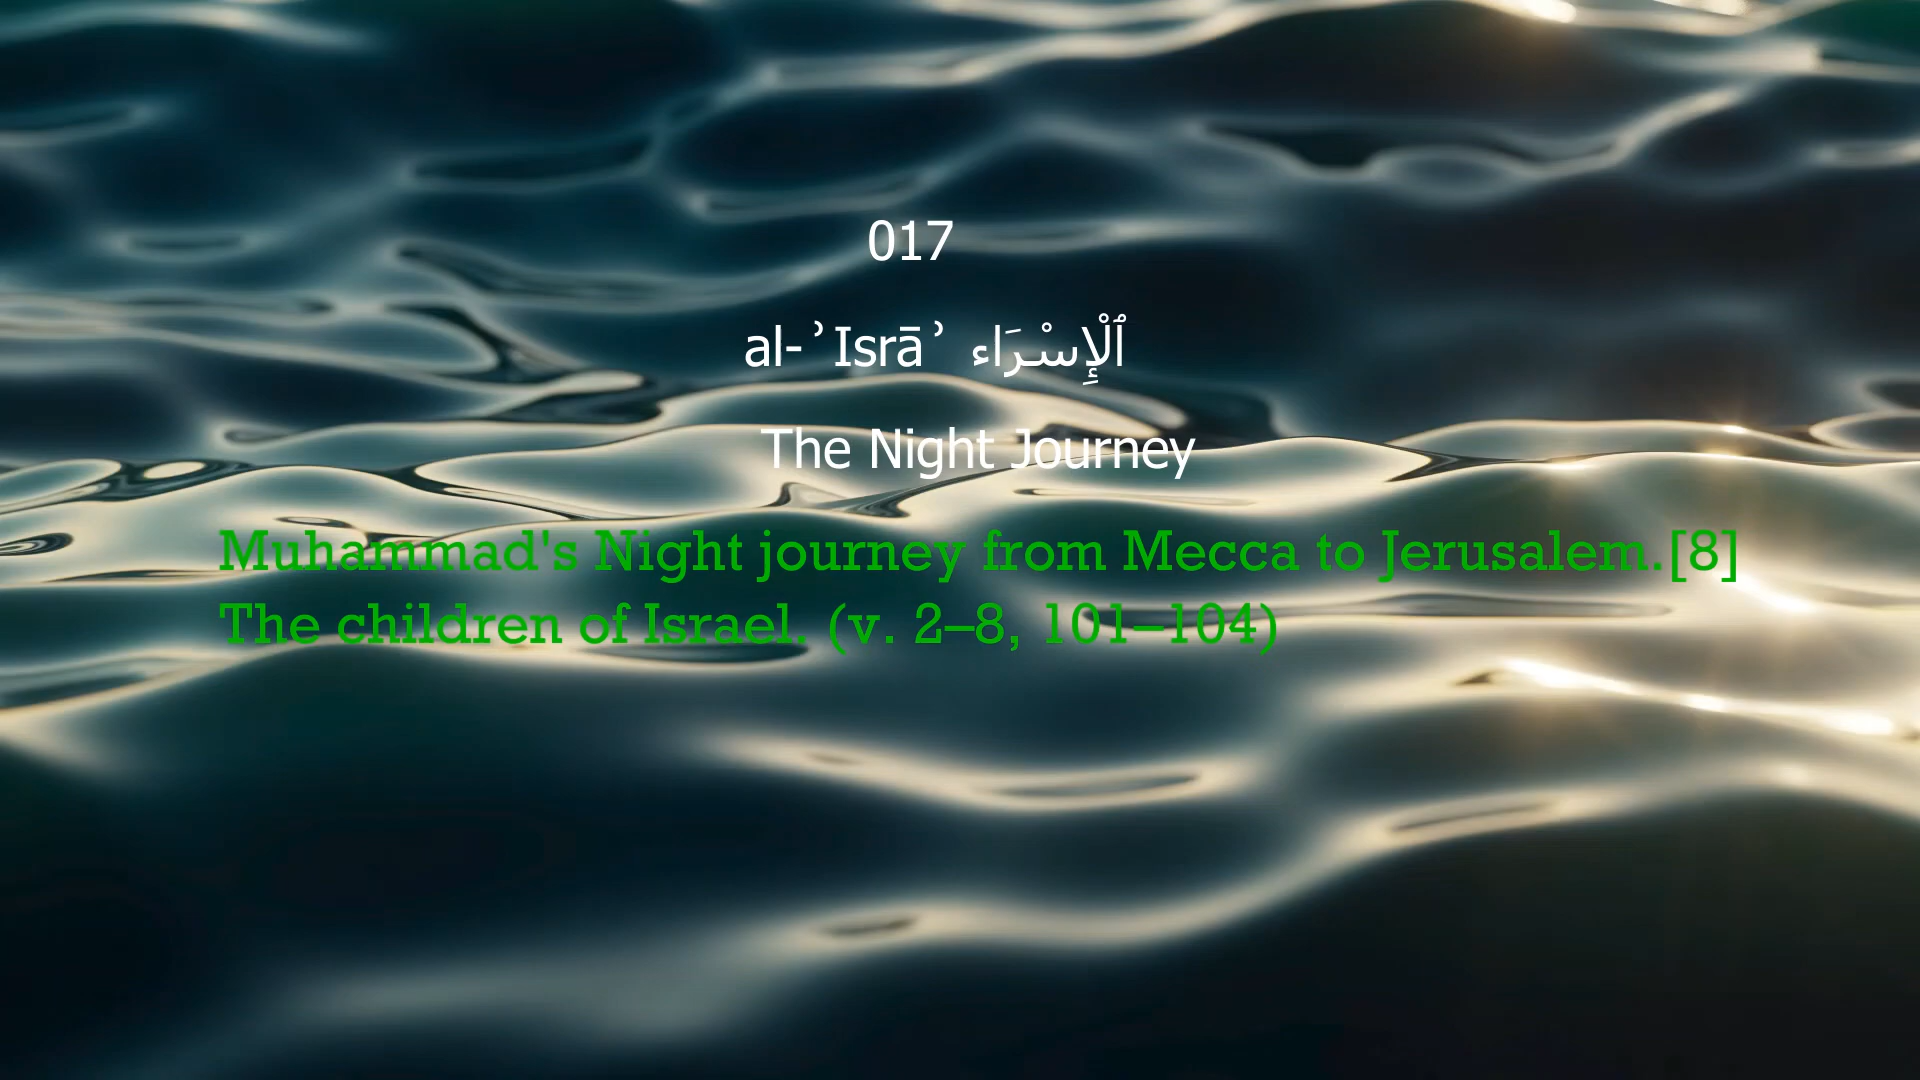 017
al-ʾIsrāʾ ٱلْإِسْرَاء
The Night Journey
Muhammad's Night journey from Mecca to Jerusalem.[8]
The children of Israel. (v. 2–8, 101–104)